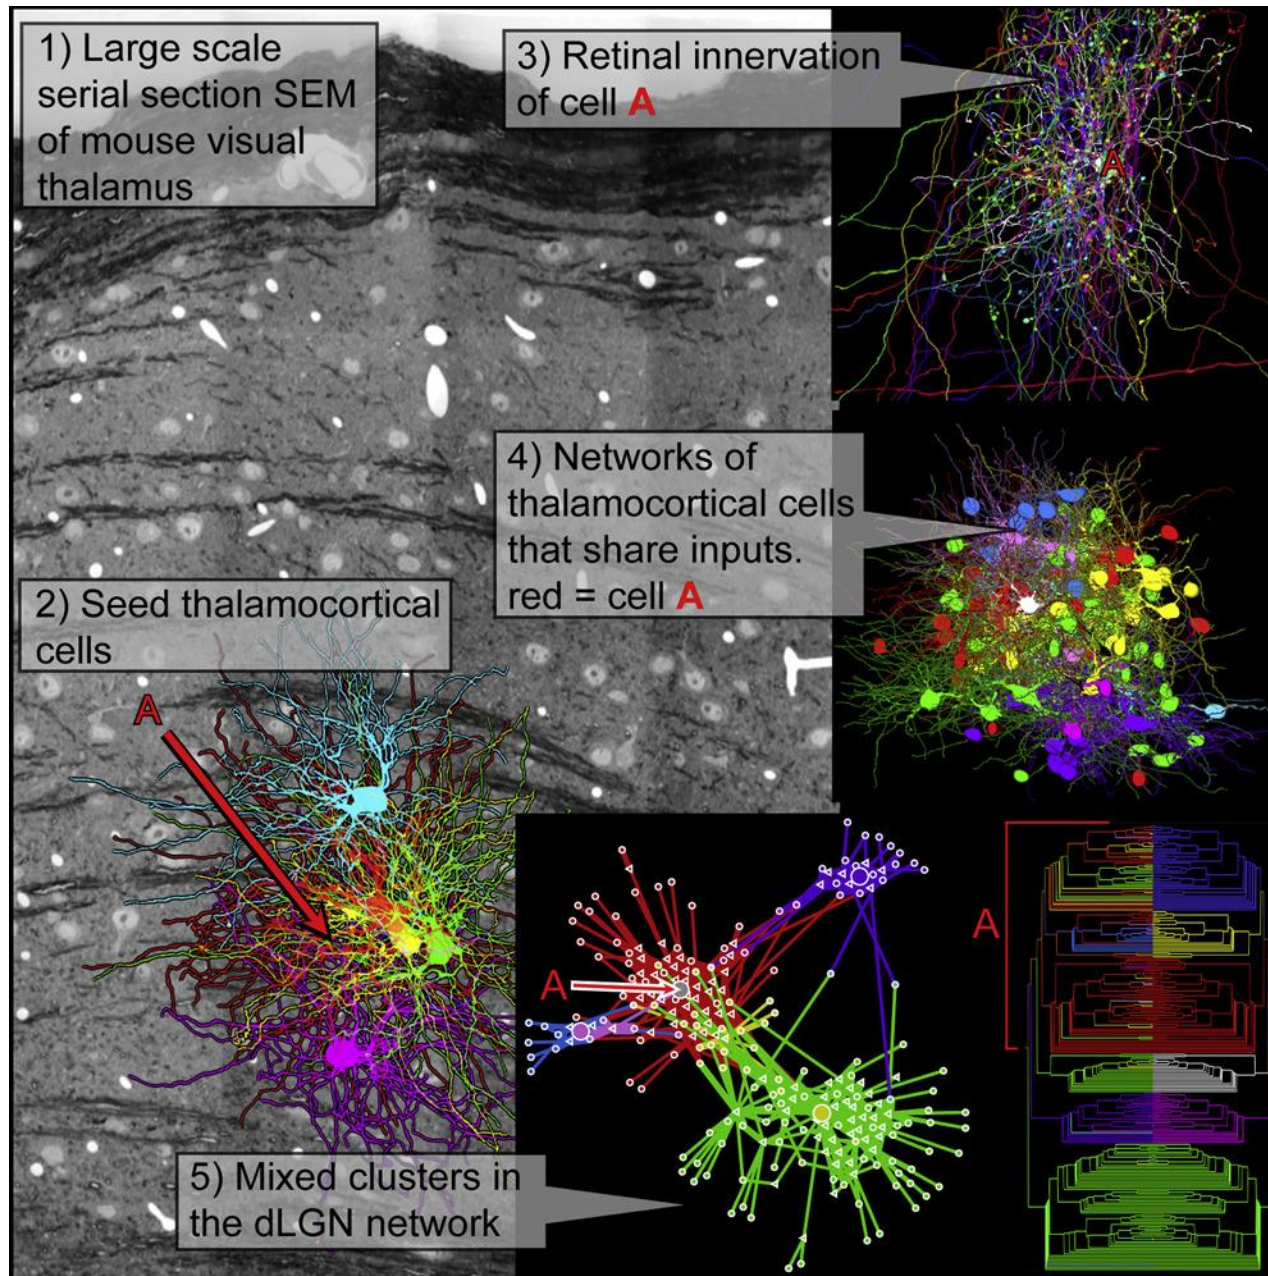 1) Large scale
serial section SEM
of mouse visual
thalamus
3) Retinal innervation
of cell A
A
4) Networks of
thalamocortical cells
that share inputs.
red = cell A
2) Seed thalamocortical
cells
A
A
A
5) Mixed clusters in
the dLGN network